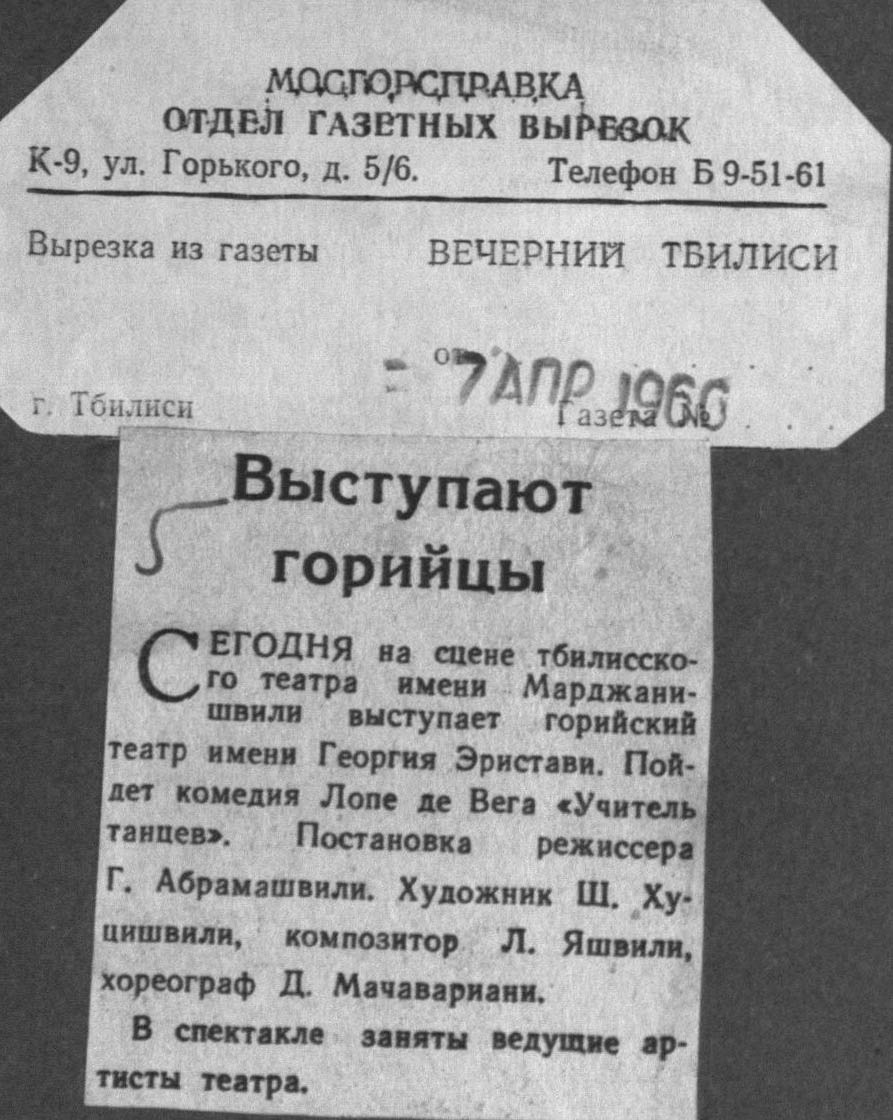 МОСГОРСПРАВКА
ОТДЕЛ ГАЗЕТНЫХ ВЫРЕЗОК
К-9, ул. Горького, д. 5/6. Телефон Б 9-51-61
Вырезка из газеты ВЕЧЕРНИЙ ТБИЛИСИ
от
- 7 АПР 1960
г. Тбилиси Газета №
Выступают
горийцы
СЕГОДНЯ на сцене тбилисско-
го театра имени Марджани-
швили выступает горийский
театр имени Георгия Эристави. Пой-
дет комедия Лопе де Вега «Учитель
танцев». Постановка режиссера
Г. Абрамашвили. Художник Ш. Ху-
цишвили, композитор Л. Яшвили,
хореограф Д. Мачавариани.
В спектакле заняты ведущие ар-
тисты театра.